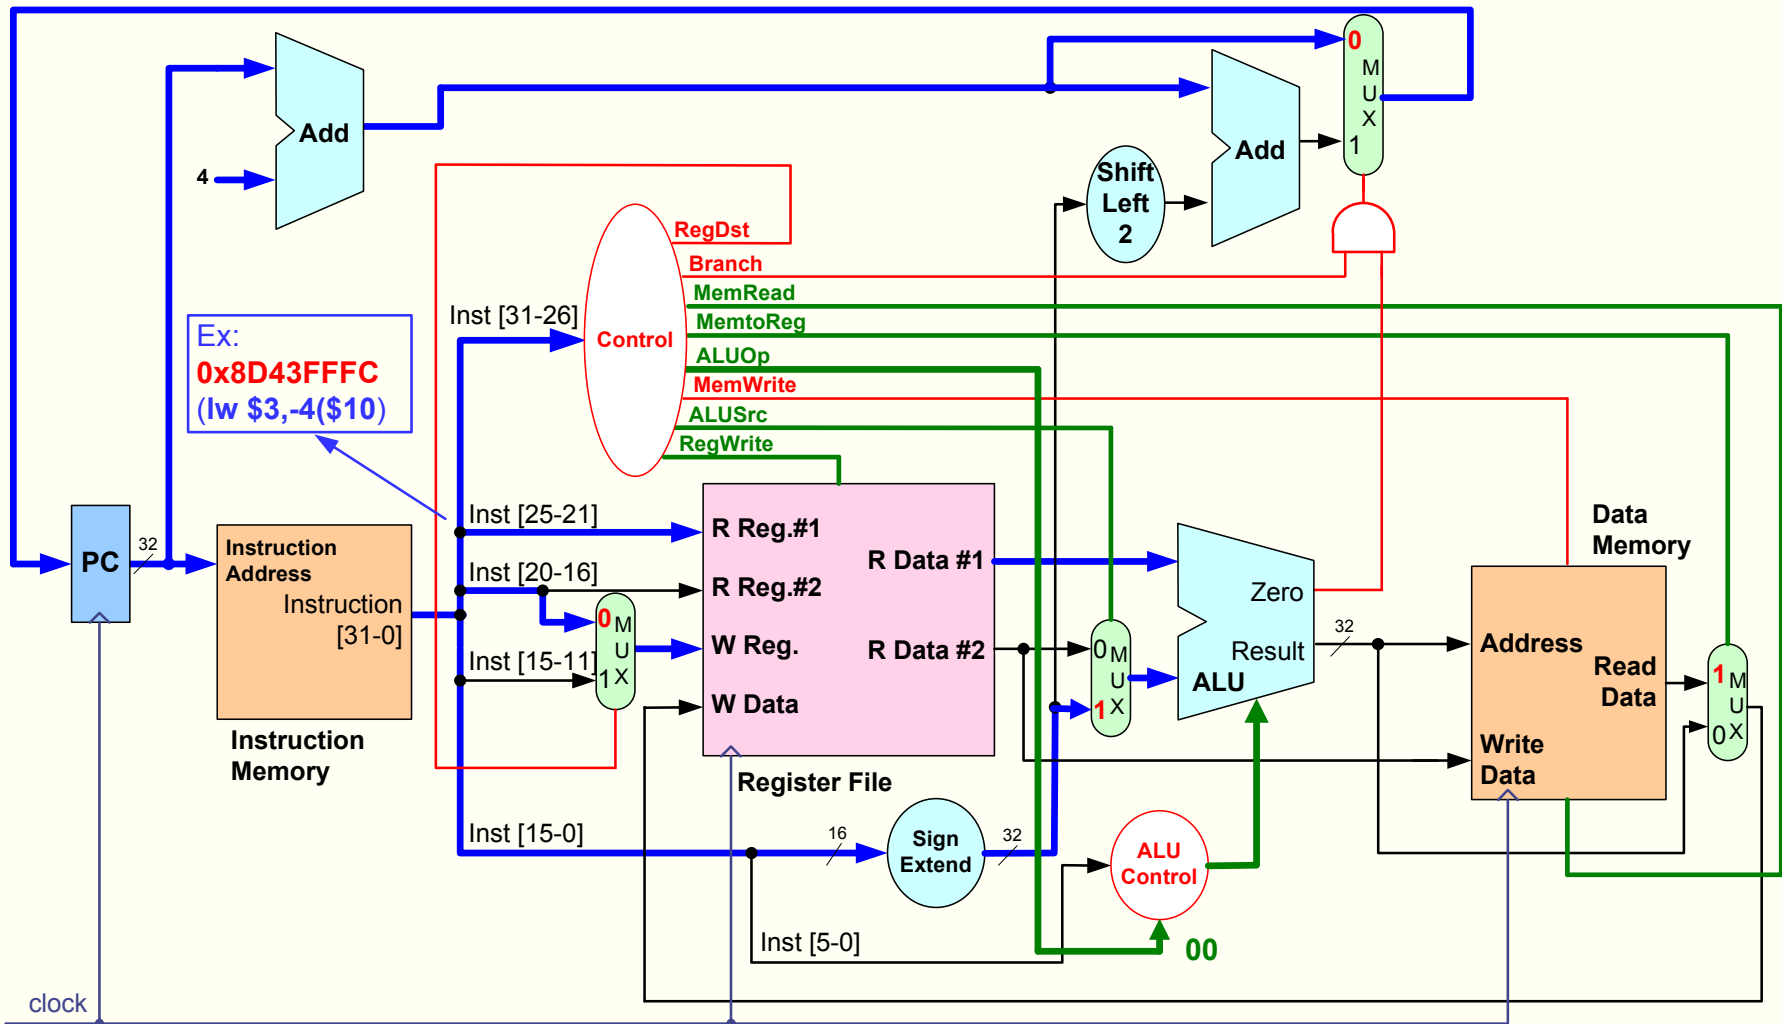 0
M
U
X
1
Add
4
Add
Shift
Left
2
RegDst
Branch
MemRead
MemtoReg
ALUOp
MemWrite
ALUSrc
RegWrite
Inst [31-26]
Control
Ex:
0x8D43FFFC
(lw $3,-4($10)
PC
32
Instruction
Address
Instruction
[31-0]
Instruction
Memory
Inst [25-21]
Inst [20-16]
Inst [15-11]
0
M
U
X
1
R Reg.#1
R Reg.#2
W Reg.
W Data
R Data #1
R Data #2
Register File
0
M
U
X
1
Zero
Result
ALU
32
Data
Memory
Address
Read
Data
Write
Data
1
M
U
X
0
Inst [15-0]
16
Sign
Extend
32
ALU
Control
Inst [5-0]
00
clock